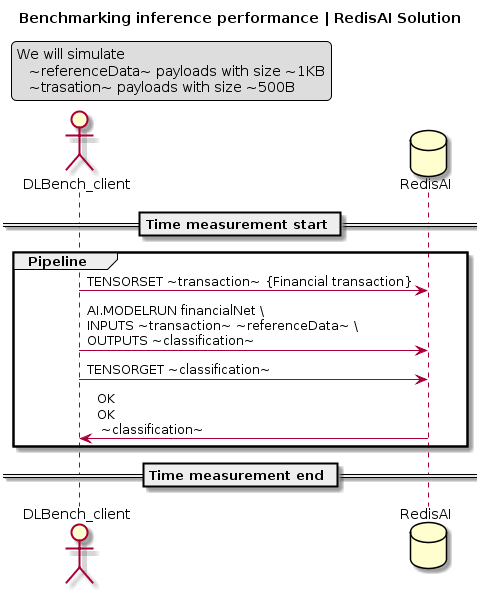 Benchmarking inference performance | RedisAI Solution
We will simulate
~referenceData~ payloads with size ~1KB
~trasation~ payloads with size ~500B
DLBench_client
RedisAI
Time measurement start
Pipeline
TENSORSET ~transaction~ {Financial transaction}
AI.MODELRUN financialNet \
INPUTS ~transaction~ ~referenceData~ \
OUTPUTS ~classification~
TENSORGET ~classification~
OK
OK
~classification~
Time measurement end
DLBench_client
RedisAI